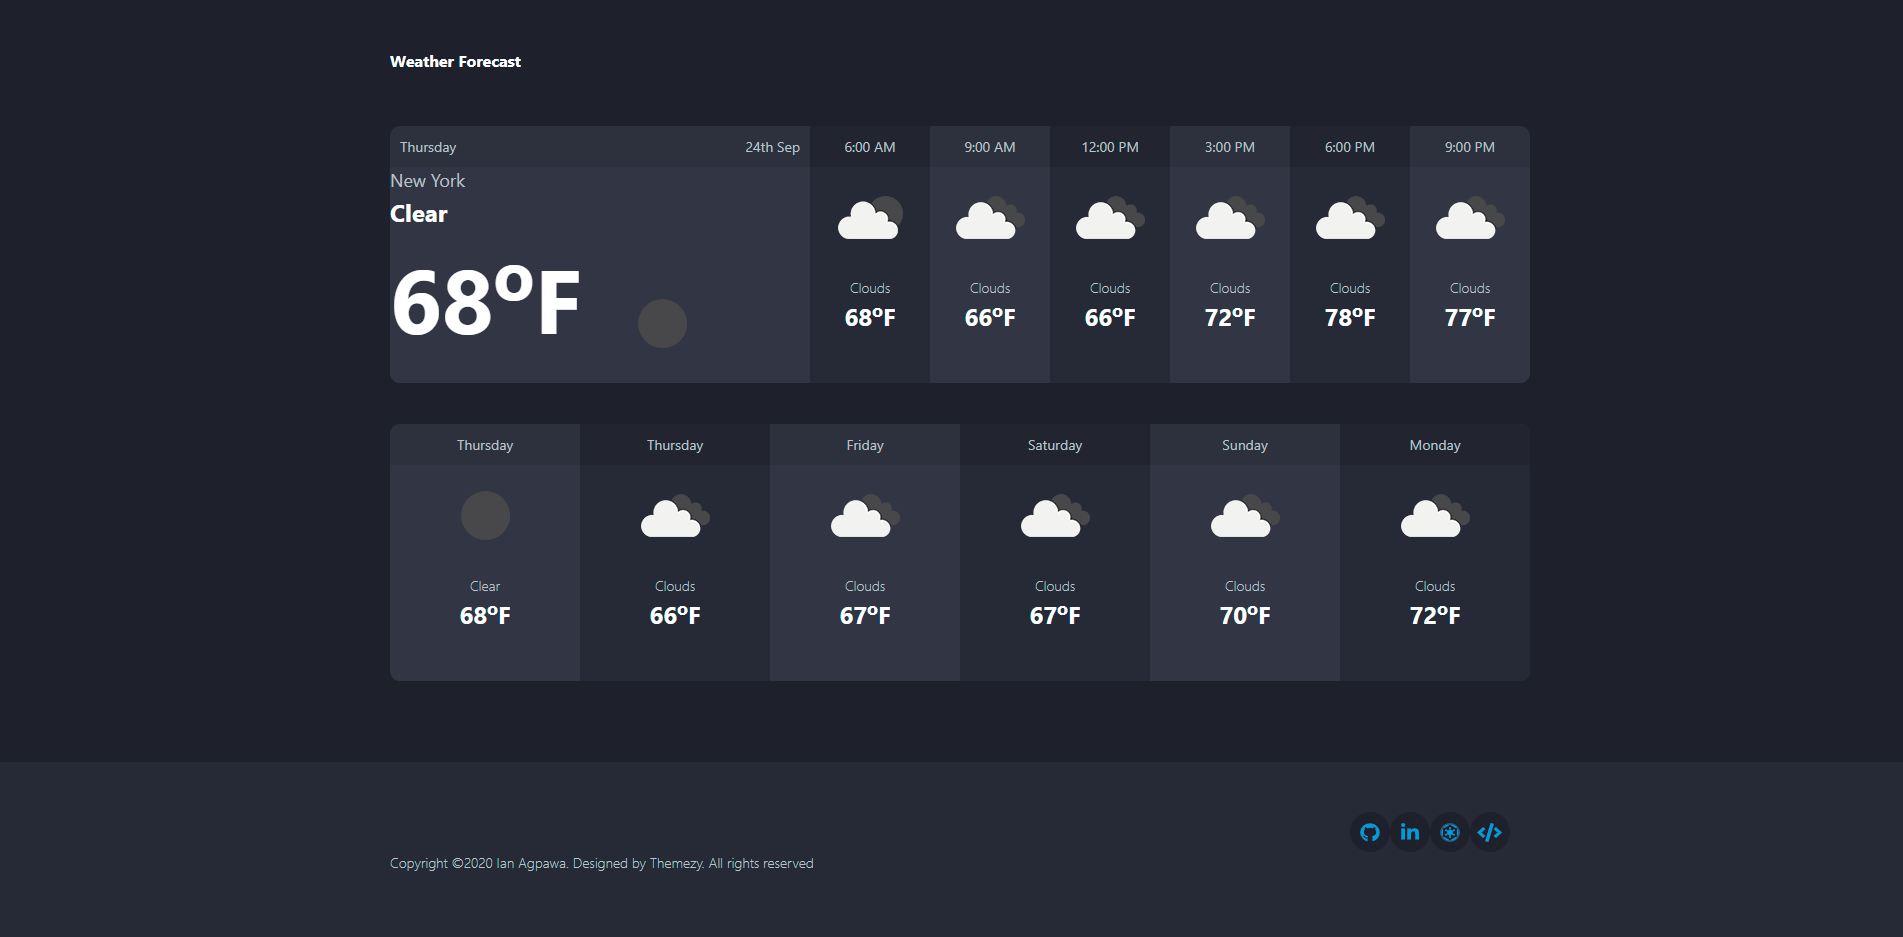 Weather Forecast
Thursday 24th Sep 6:00 AM 9:00 AM 12:00 PM 3:00 PM 6:00 PM 9:00 PM
New York
Clear
68°F
Clouds Clouds Clouds Clouds Clouds Clouds
68°F 66°F 66°F 72°F 78°F 77°F
Thursday Thursday Friday Saturday Sunday Monday
Clear Clouds Clouds Clouds Clouds Clouds
68°F 66°F 67°F 67°F 70°F 72°F
in </>
Copyright ©2020 Ian Agpawa. Designed by Themezy. All rights reserved